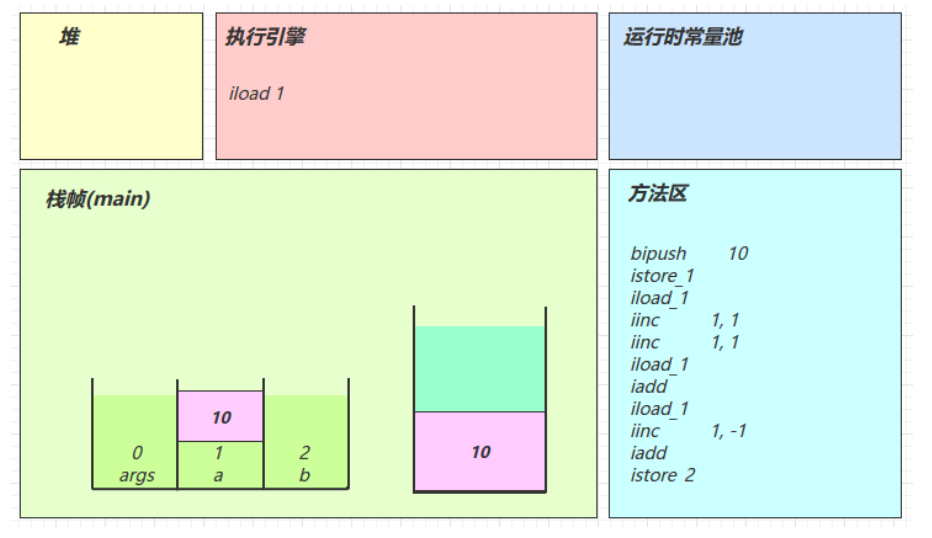 堆
执行引擎
iload 1
运行时常量池
栈帧(main)
10
0
args
1
a
2
b
10
方法区
bipush 10
istore_1
iload_1
iinc 1, 1
iinc 1, 1
iload_1
iadd
iload_1
iinc 1, -1
iadd
istore 2